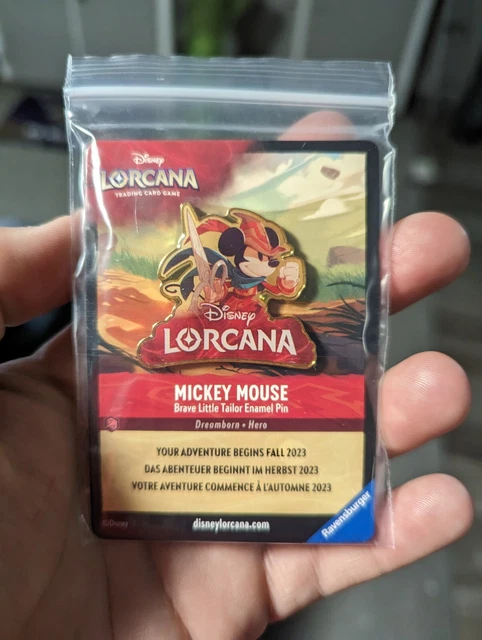 Disney
LORCANA
TRADING CARD GAME
Disney
LORCANA
MICKEY MOUSE
Brave Little Tailor Enamel Pin
Dreamborn • Hero
YOUR ADVENTURE BEGINS FALL 2023
DAS ABENTEUER BEGINNT IM HERBST 2023
VOTRE AVENTURE COMMENCE À L'AUTOMNE 2023
©Disney
disneylorcana.com
Ravensburger